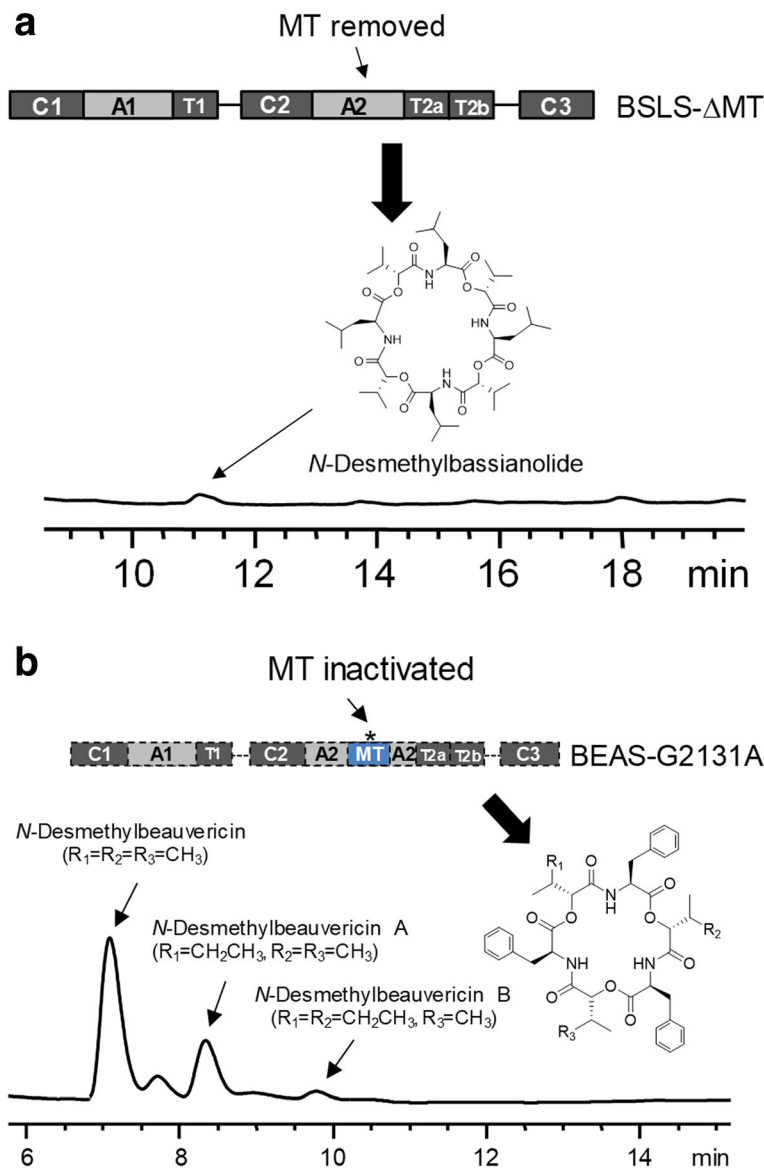 a
MT removed
C1 A1 T1 C2 A2 T2a T2b C3 BSLS-ΔMT
O
N
H
O
O
O
O
HN
O
O
O
H
N
O
O
O
NH
O
O
N-Desmethylbassianolide
10 12 14 16 18 min
b
MT inactivated
*
C1 A1 T1 C2 A2 MT A2 T2a T2b C3 BEAS-G2131A
N-Desmethylbeauvericin
(R1=R2=R3=CH3)
N-Desmethylbeauvericin A
(R1=CH2CH3, R2=R3=CH3)
N-Desmethylbeauvericin B
(R1=R2=CH2CH3, R3=CH3)
R1
O
N
H
O
O
R2
O
HN
O
O
R3
O
NH
O
O
6 8 10 12 14 min